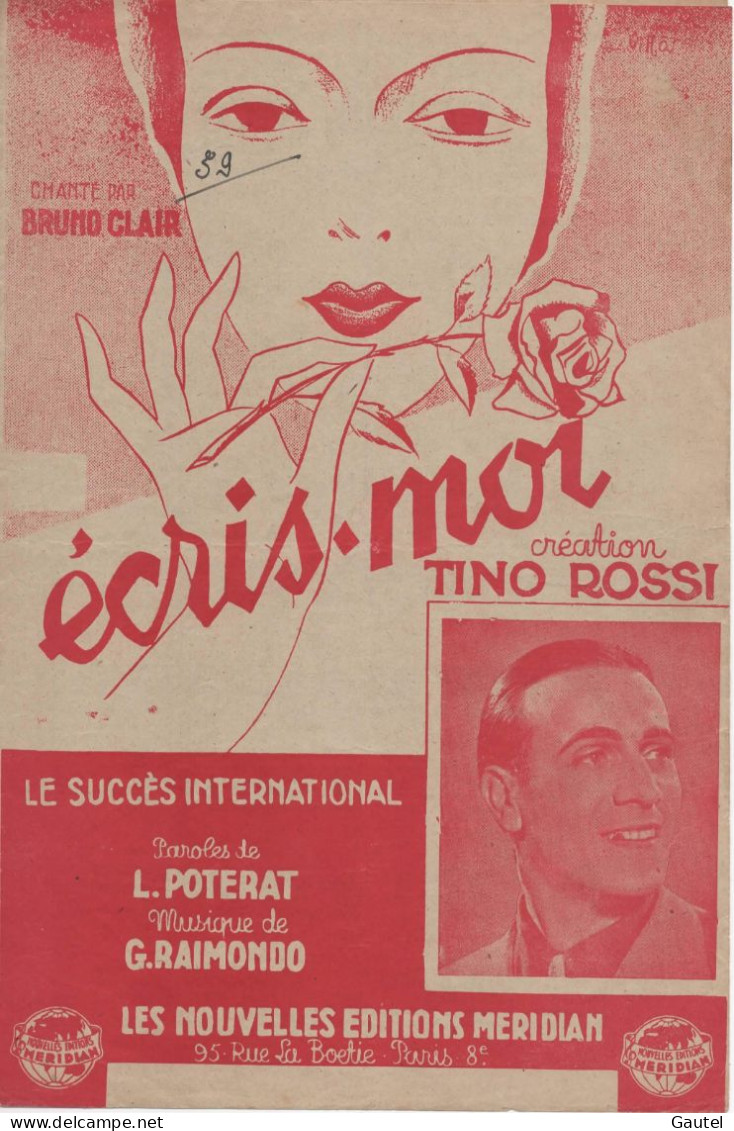 CHANTÉ PAR
BRUNO CLAIR
59
écris-moi
création
TINO ROSSI
LE SUCCÈS INTERNATIONAL
Paroles de
L. POTERAT
Musique de
G. RAIMONDO
LES NOUVELLES EDITIONS MERIDIAN
95 - Rue La Boetie - Paris 8e
NOUVELLES EDITIONS
MERIDIAN
NOUVELLES EDITIONS
MERIDIAN
www.delcampe.net
Gautel